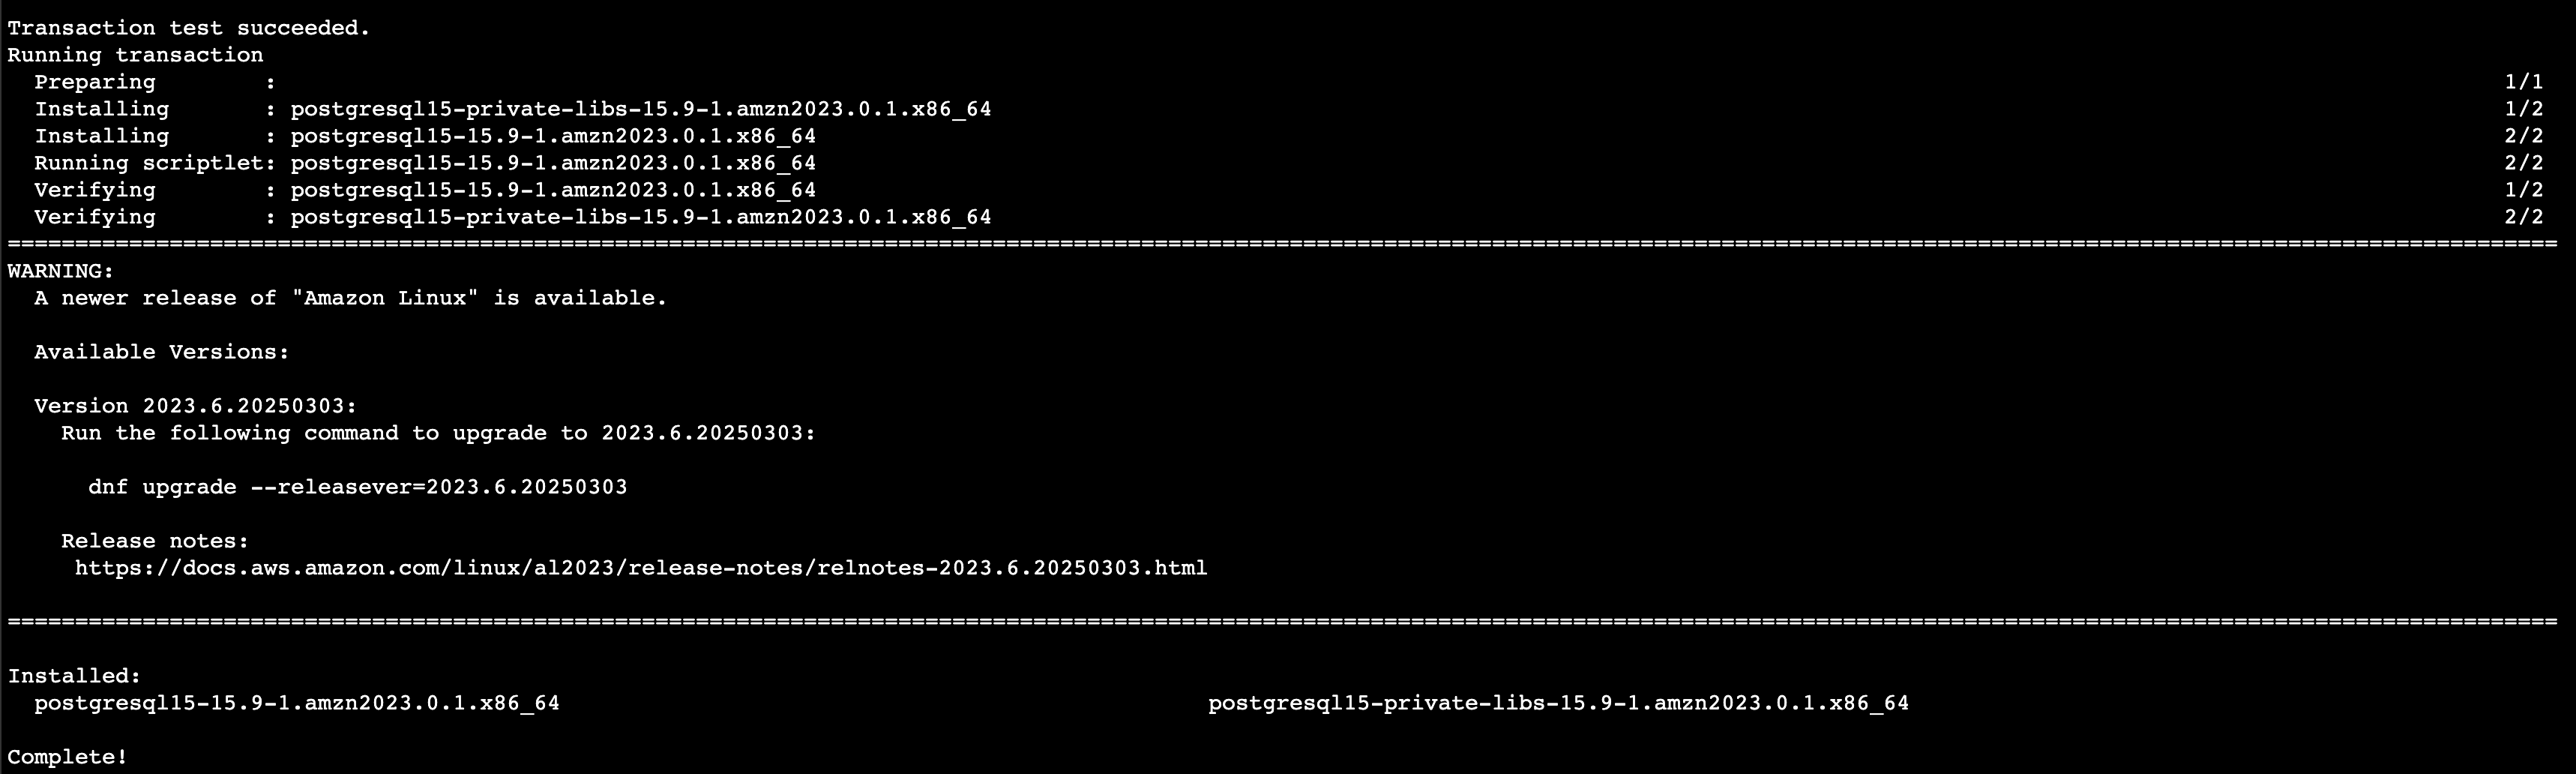 Transaction test succeeded.
Running transaction
  Preparing        :                                                                 1/1
  Installing       : postgresql15-private-libs-15.9-1.amzn2023.0.1.x86_64            1/2
  Installing       : postgresql15-15.9-1.amzn2023.0.1.x86_64                         2/2
  Running scriptlet: postgresql15-15.9-1.amzn2023.0.1.x86_64                         2/2
  Verifying        : postgresql15-15.9-1.amzn2023.0.1.x86_64                         1/2
  Verifying        : postgresql15-private-libs-15.9-1.amzn2023.0.1.x86_64            2/2
================================================================================
WARNING:
  A newer release of "Amazon Linux" is available.

  Available Versions:

  Version 2023.6.20250303:
    Run the following command to upgrade to 2023.6.20250303:

      dnf upgrade --releasever=2023.6.20250303

    Release notes:
     https://docs.aws.amazon.com/linux/al2023/release-notes/relnotes-2023.6.20250303.html

================================================================================

Installed:
  postgresql15-15.9-1.amzn2023.0.1.x86_64          postgresql15-private-libs-15.9-1.amzn2023.0.1.x86_64

Complete!